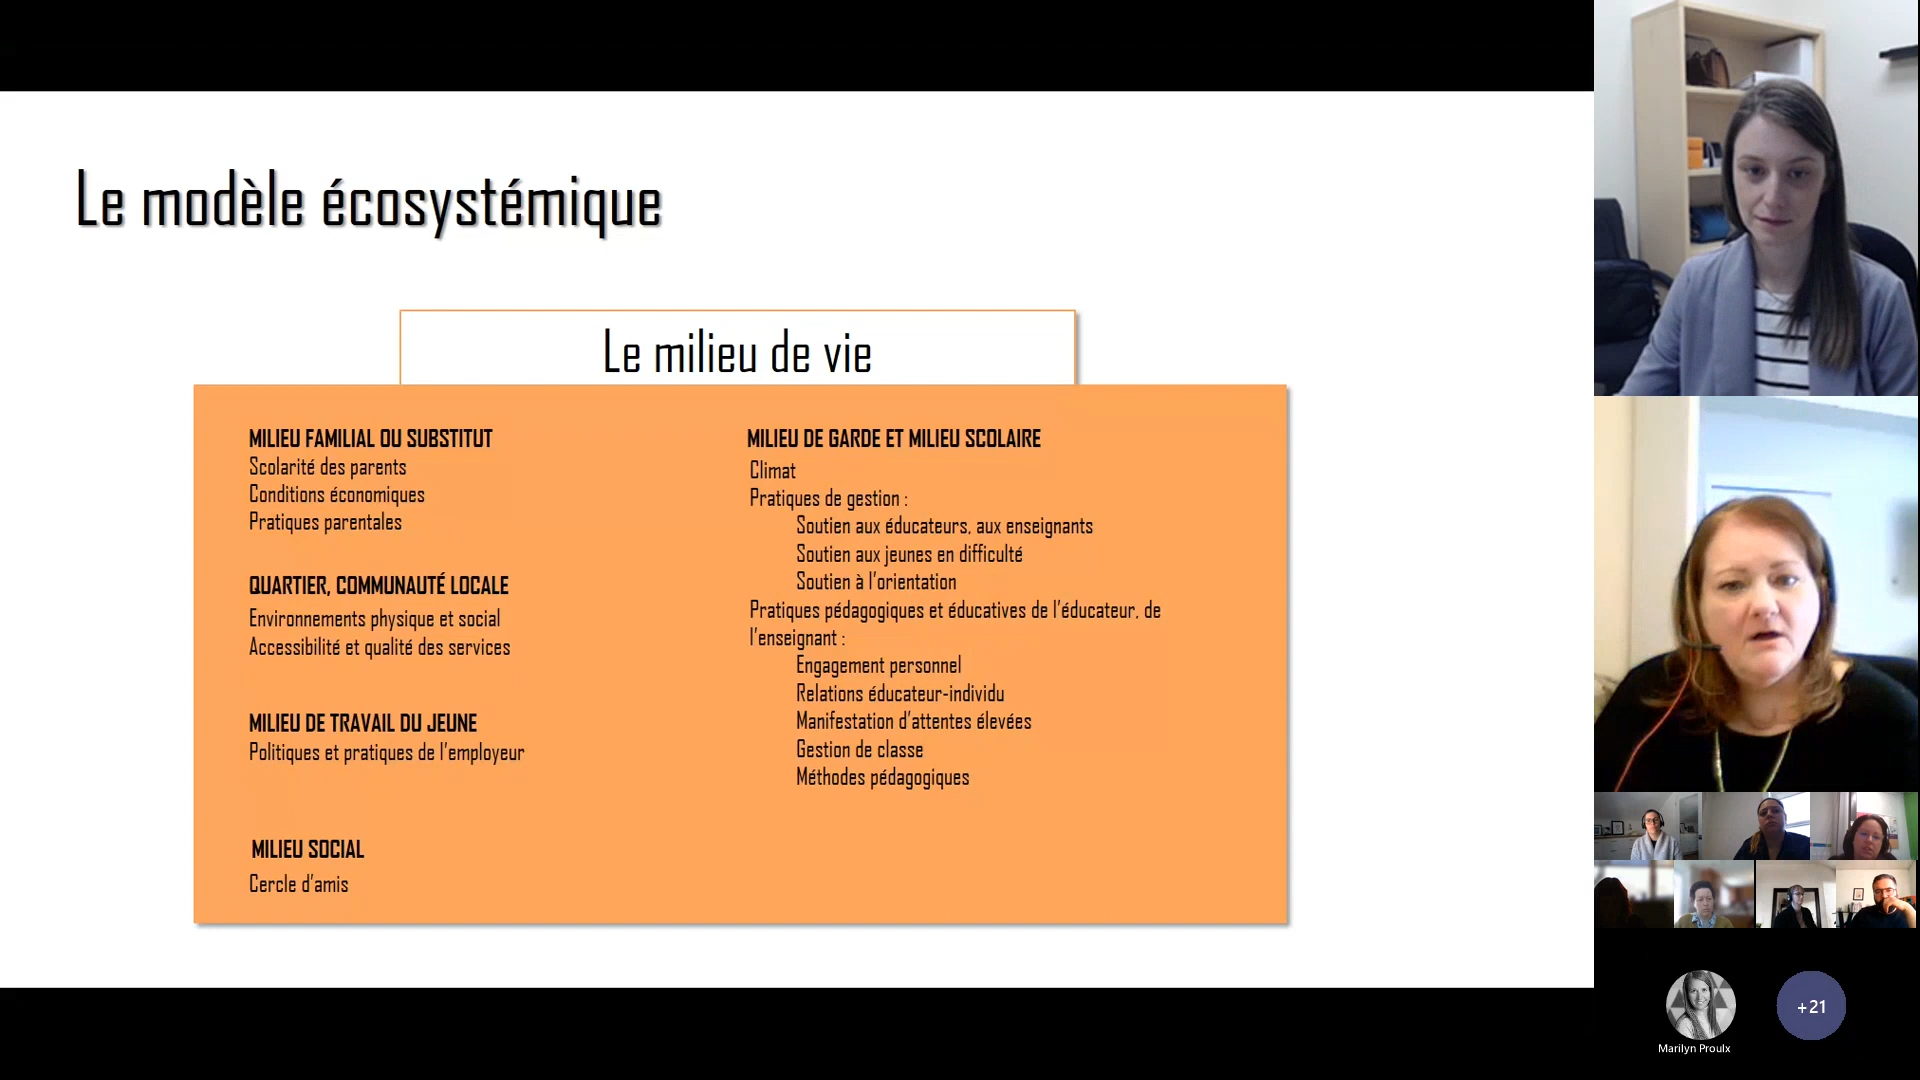 Le modèle écosystémique
Le milieu de vie
MILIEU FAMILIAL OU SUBSTITUT
Scolarité des parents
Conditions économiques
Pratiques parentales
QUARTIER, COMMUNAUTÉ LOCALE
Environnements physique et social
Accessibilité et qualité des services
MILIEU DE TRAVAIL DU JEUNE
Politiques et pratiques de l'employeur
MILIEU SOCIAL
Cercle d'amis
MILIEU DE GARDE ET MILIEU SCOLAIRE
Climat
Pratiques de gestion :
Soutien aux éducateurs, aux enseignants
Soutien aux jeunes en difficulté
Soutien à l'orientation
Pratiques pédagogiques et éducatives de l'éducateur, de
l'enseignant :
Engagement personnel
Relations éducateur-individu
Manifestation d'attentes élevées
Gestion de classe
Méthodes pédagogiques
+21
Marilyn Proulx